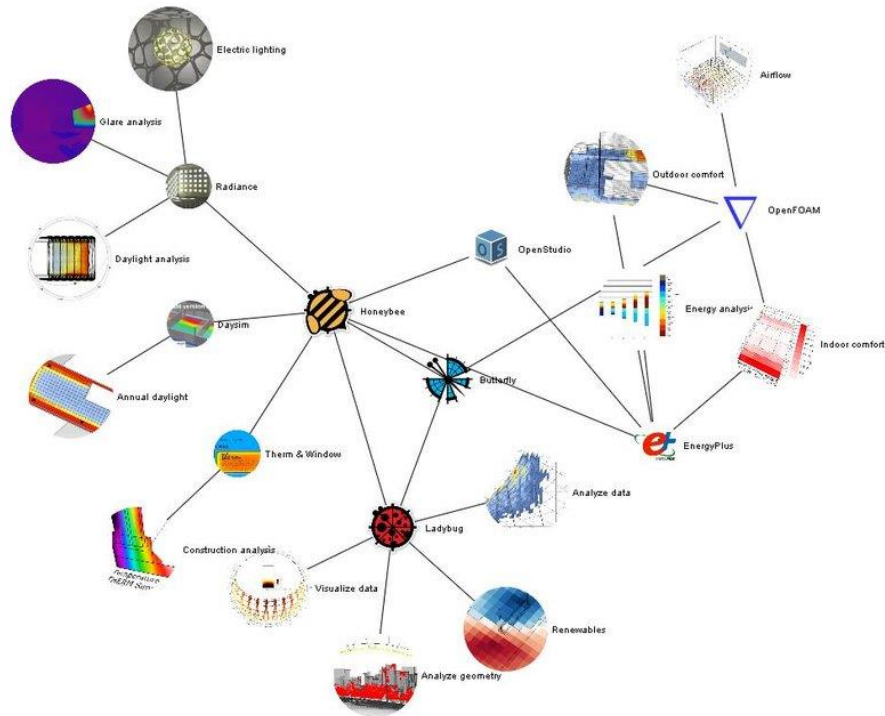 Electric lighting
Airflow
Glare analysis
Outdoor comfort
Radiance
OpenFOAM
Daylight analysis
OS
OpenStudio
Honeybee
Energy analysis
Daysim
Indoor comfort
Butterfly
Annual daylight
EnergyPlus
Therm & Window
Analyze data
Ladybug
Construction analysis
Visualize data
Renewables
Analyze geometry